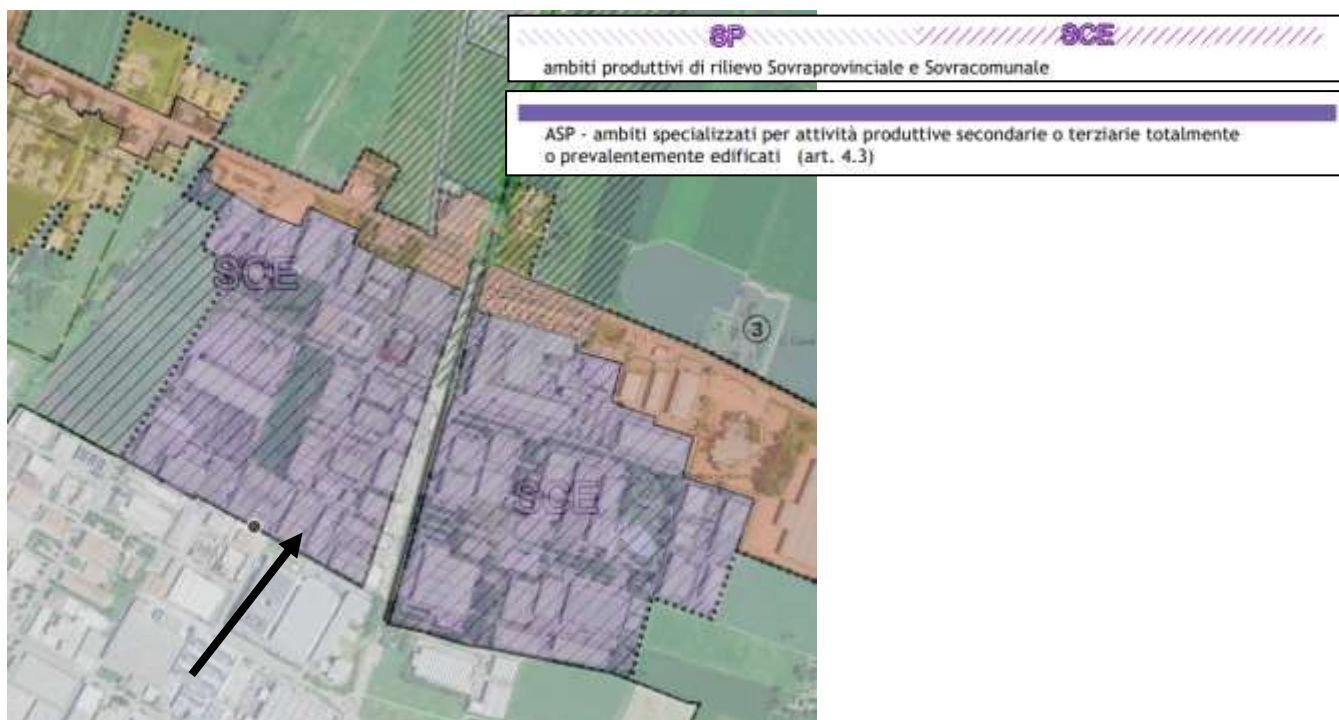 SP SCE
ambiti produttivi di rilievo Sovraprovinciale e Sovracomunale
ASP - ambiti specializzati per attività produttive secondarie o terziarie totalmente
o prevalentemente edificati (art. 4.3)
SCE
3
SCE